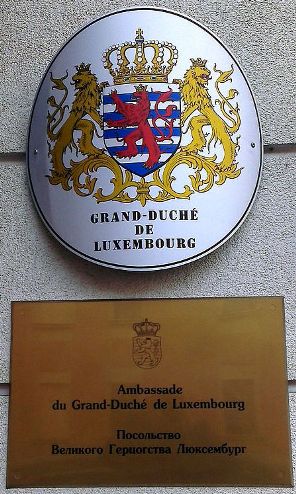 GRAND-DUCHÉ
DE
LUXEMBOURG
Ambassade
du Grand-Duché de Luxembourg
Посольство
Великого Герцогства Люксембург